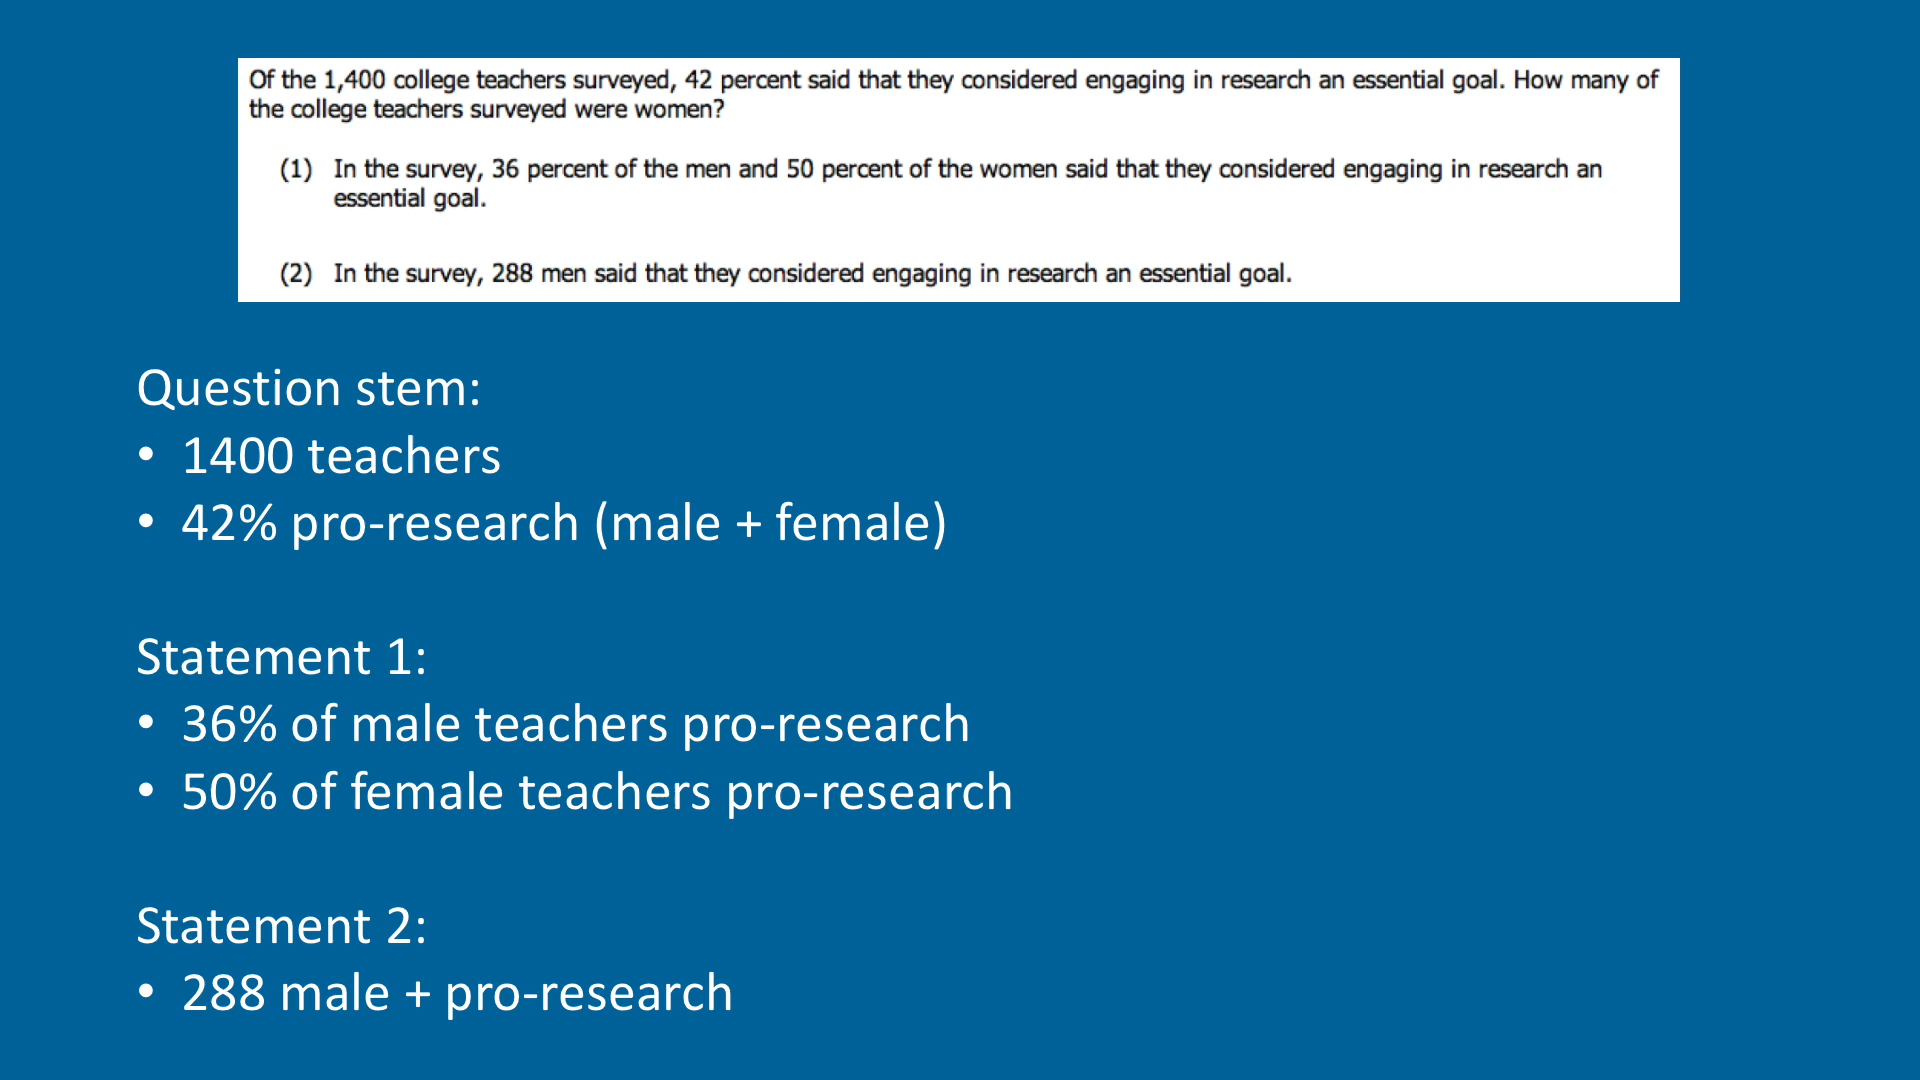 Of the 1,400 college teachers surveyed, 42 percent said that they considered engaging in research an essential goal. How many of
the college teachers surveyed were women?
(1) In the survey, 36 percent of the men and 50 percent of the women said that they considered engaging in research an
essential goal.
(2) In the survey, 288 men said that they considered engaging in research an essential goal.
Question stem:
• 1400 teachers
• 42% pro-research (male + female)
Statement 1:
• 36% of male teachers pro-research
• 50% of female teachers pro-research
Statement 2:
• 288 male + pro-research